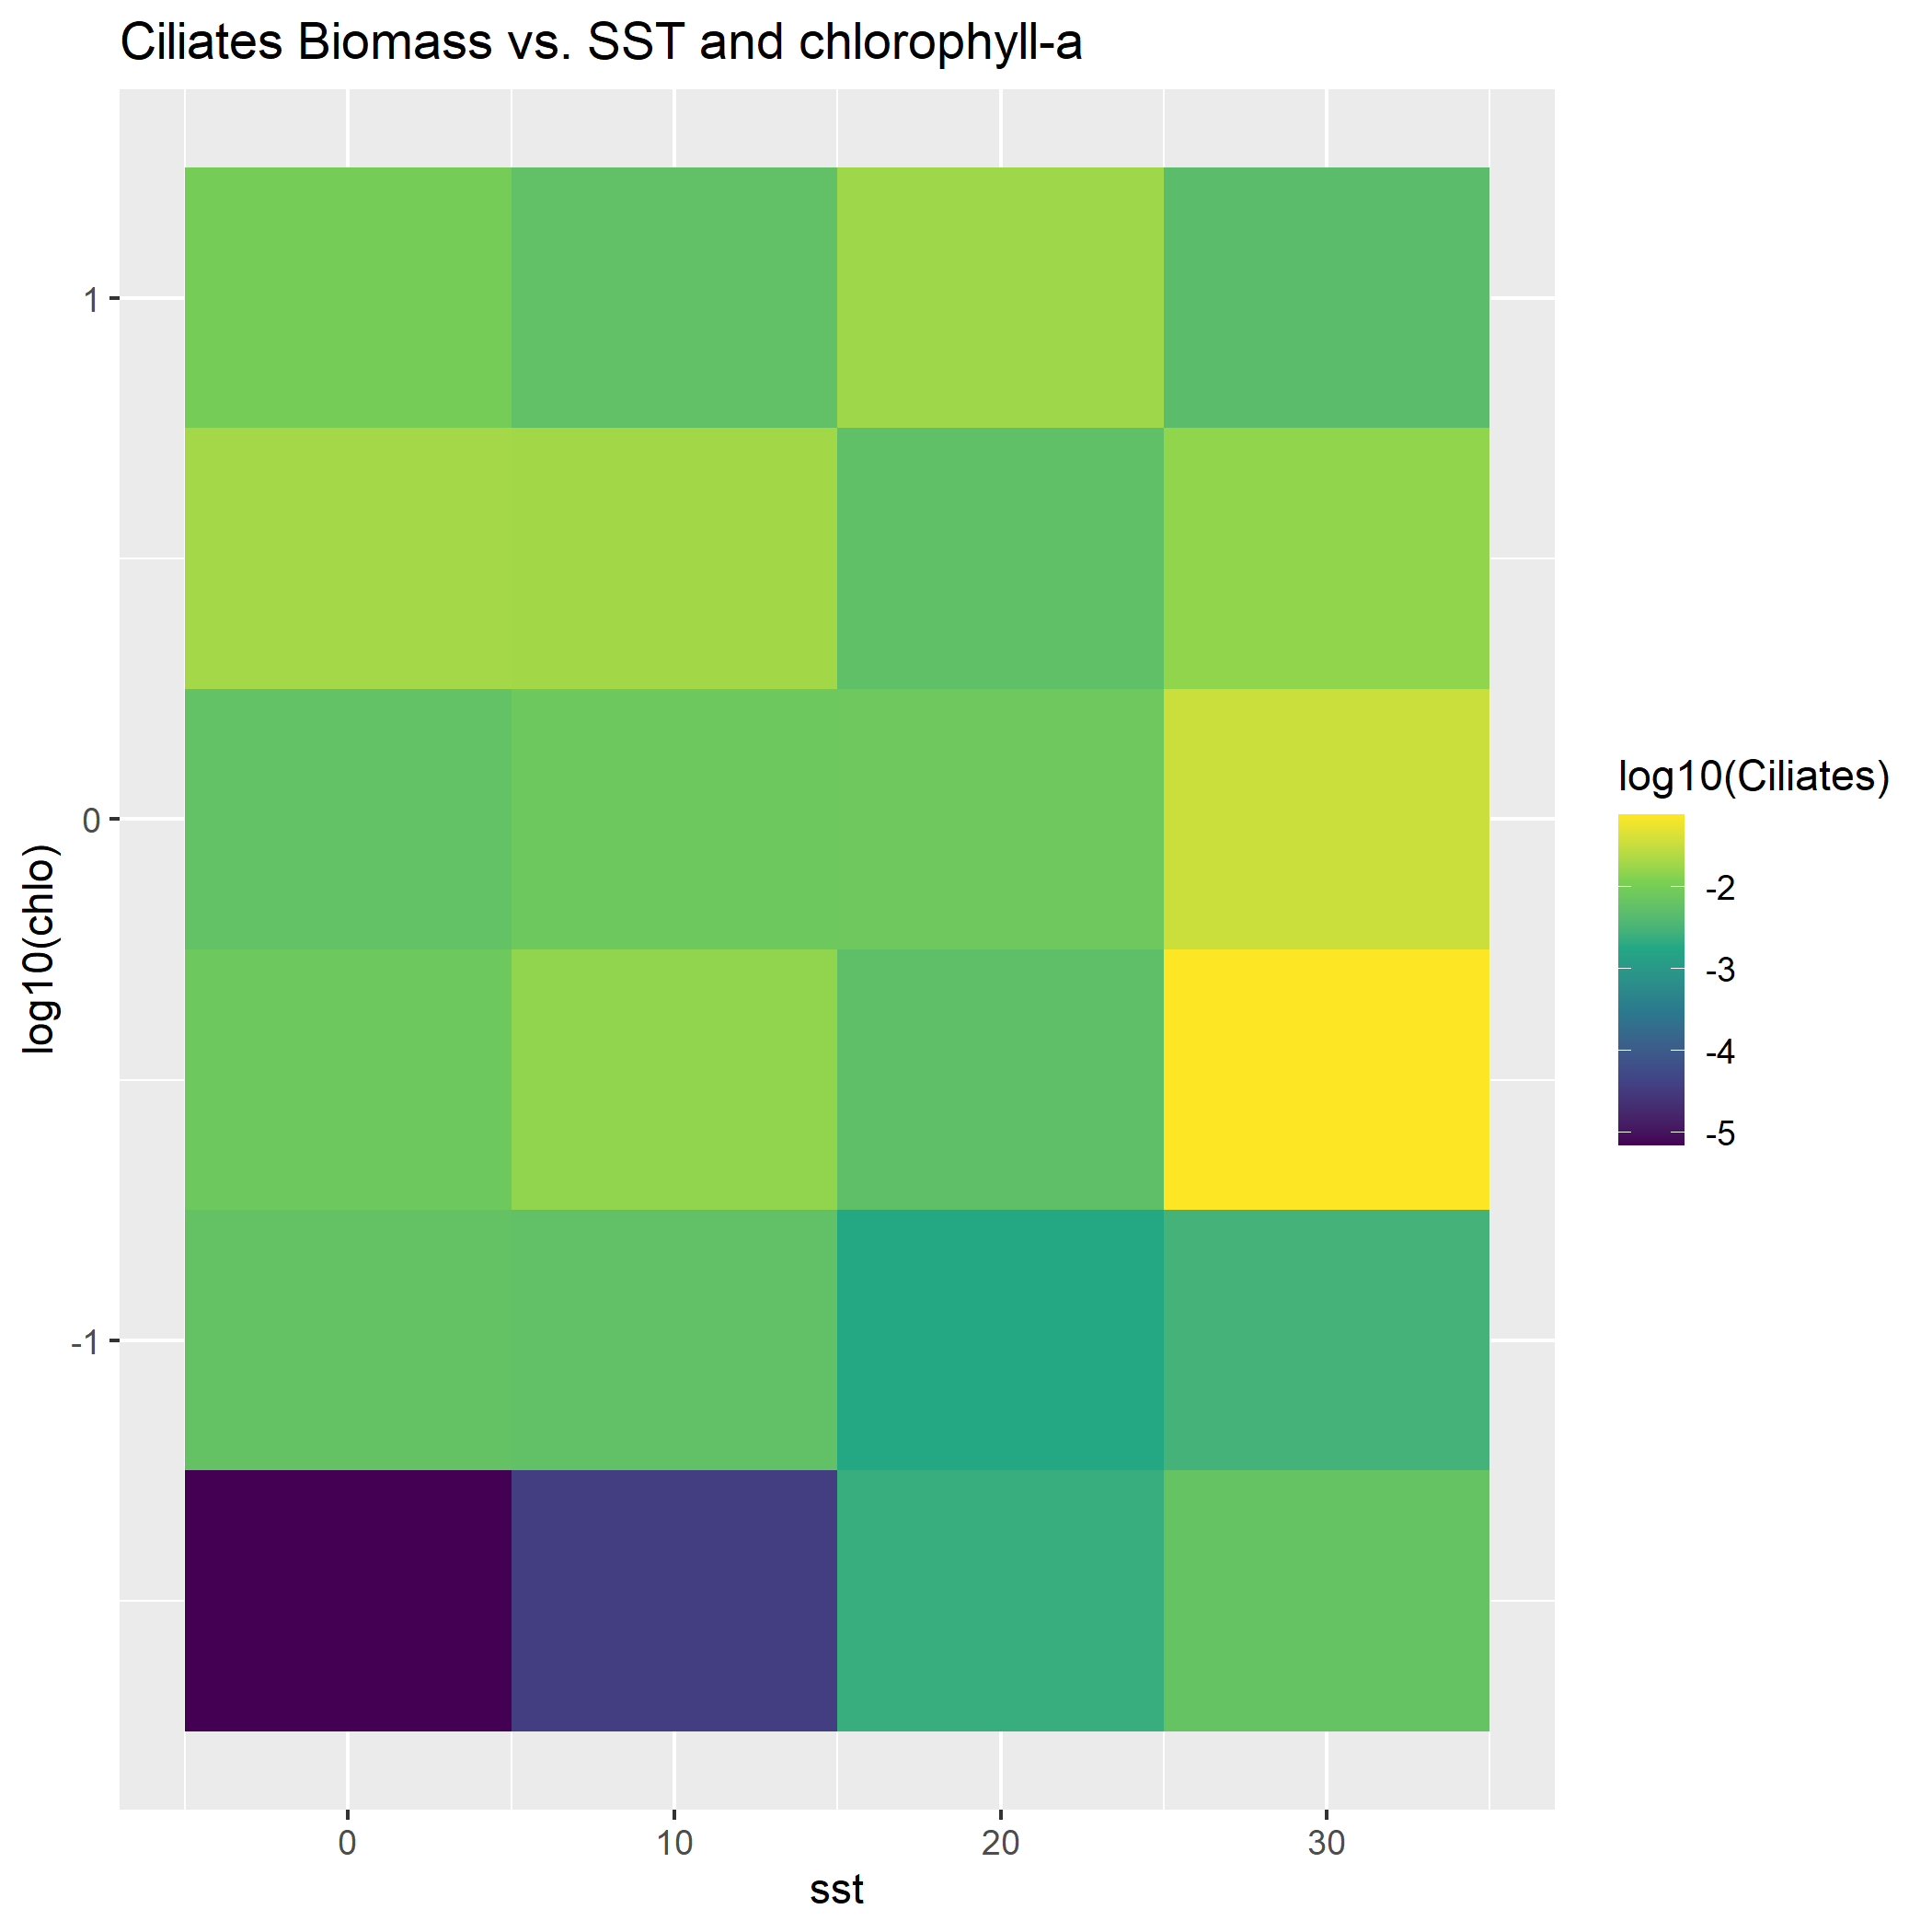 Ciliates Biomass vs. SST and chlorophyll-a
1
0
-1
log10(chlo)
0 10 20 30
sst
log10(Ciliates)
-2
-3
-4
-5